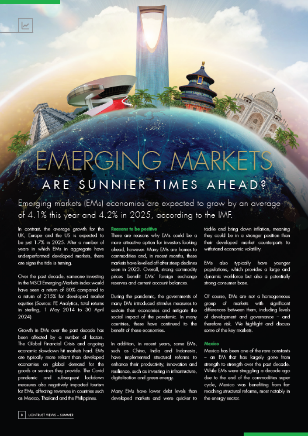 EMERGING MARKETS
ARE SUNNIER TIMES AHEAD?
Emerging markets (EMs) economies are expected to grow by an average
of 4.1% this year and 4.2% in 2025, according to the IMF.
In contrast, the average growth for the
UK, Europe and the US is expected to
be just 1.7% in 2025. After a number of
years in which EMs in aggregate have
underperformed developed markets, there
are signs the tide is turning.
Over the past decade, someone investing
in the MSCI Emerging Markets index would
have seen a return of 80% compared to
a return of 215% for developed market
equities (Source: FE Analytics, total returns
in sterling, 1 May 2014 to 30 April
2024).
Growth in EMs over the past decade has
been affected by a number of factors.
The Global Financial Crisis and ongoing
economic slowdown hit markets hard. EMs
are typically more reliant than developed
economies on global demand for the
goods or services they provide. The Covid
pandemic and subsequent lockdown
measures also negatively impacted tourism
for EMs, affecting revenues in countries such
as Mexico, Thailand and the Philippines.
Reasons to be positive
There are reasons why EMs could be a
more attractive option for investors looking
ahead, however. Many EMs are home to
commodities and, in recent months, these
markets have levelled off after steep declines
seen in 2023. Overall, strong commodity
prices benefit EMs' foreign exchange
reserves and current account balances.
During the pandemic, the governments of
many EMs introduced elective measures to
sustain their economies and mitigate the
social impact of the pandemic. In many
countries, these have continued to the
benefit of these economies.
In addition, in recent years, some EMs,
such as China, India and Indonesia,
have performed structural reforms to
enhance their productivity, innovation and
resilience, such as investing in infrastructure,
digitalisation and green energy.
Many EMs have lower debt levels than
developed markets and were quicker to
raise and bring down inflation, meaning
they could be in a stronger position than
their developed market counterparts to
withstand economic volatility.
EMs also typically have younger
populations, which provides a large and
dynamic workforce but also a potentially
strong consumer base.
Of course, EMs are not a homogeneous
group of markets with significant
differences between them, including levels
of development and governance – and
therefore risk. We highlight and discuss
some of the key markets.
Mexico
Mexico has been one of the rare constants
– an EM that has largely gone from
strength to strength over the past decade.
While EMs were struggling a decade ago
due to the end of the commodities super
cycle, Mexico was benefitting from far-
reaching structural reforms, most notably in
the energy sector.